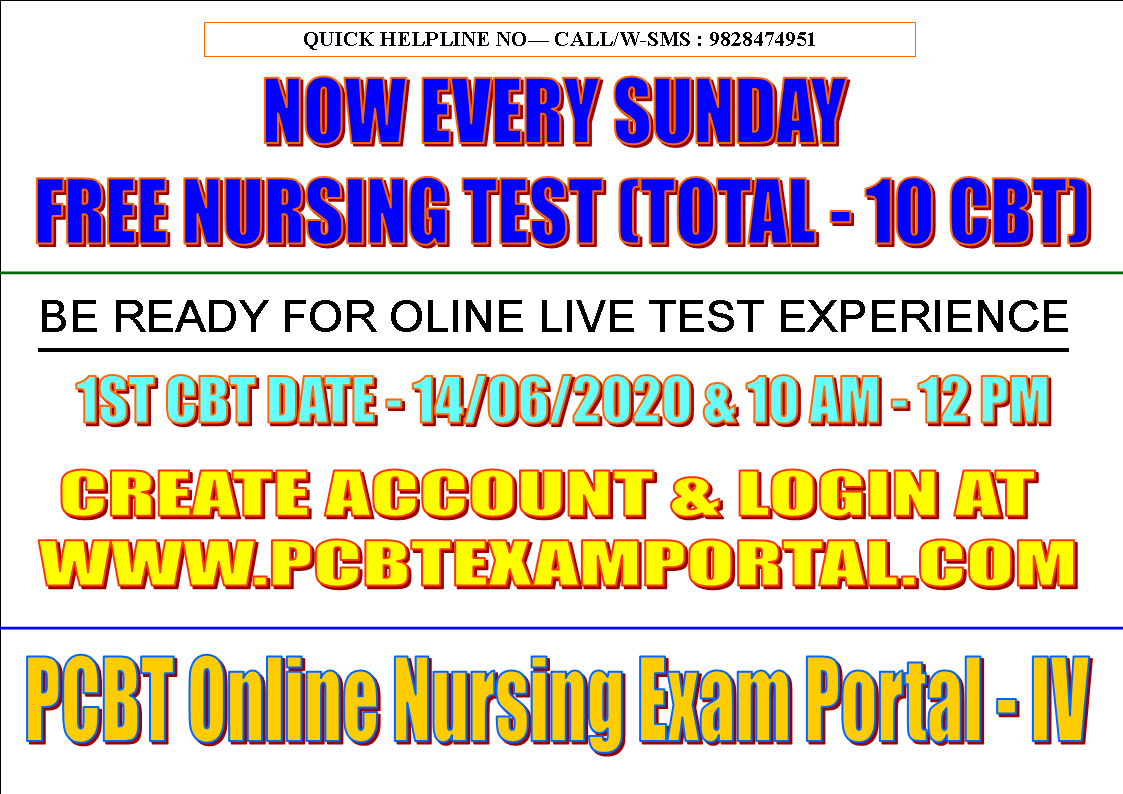 QUICK HELPLINE NO— CALL/W-SMS : 9828474951
NOW EVERY SUNDAY
FREE NURSING TEST (TOTAL - 10 CBT)
BE READY FOR OLINE LIVE TEST EXPERIENCE
1ST CBT DATE - 14/06/2020 & 10 AM - 12 PM
CREATE ACCOUNT & LOGIN AT
WWW.PCBTEXAMPORTAL.COM
PCBT Online Nursing Exam Portal - IV